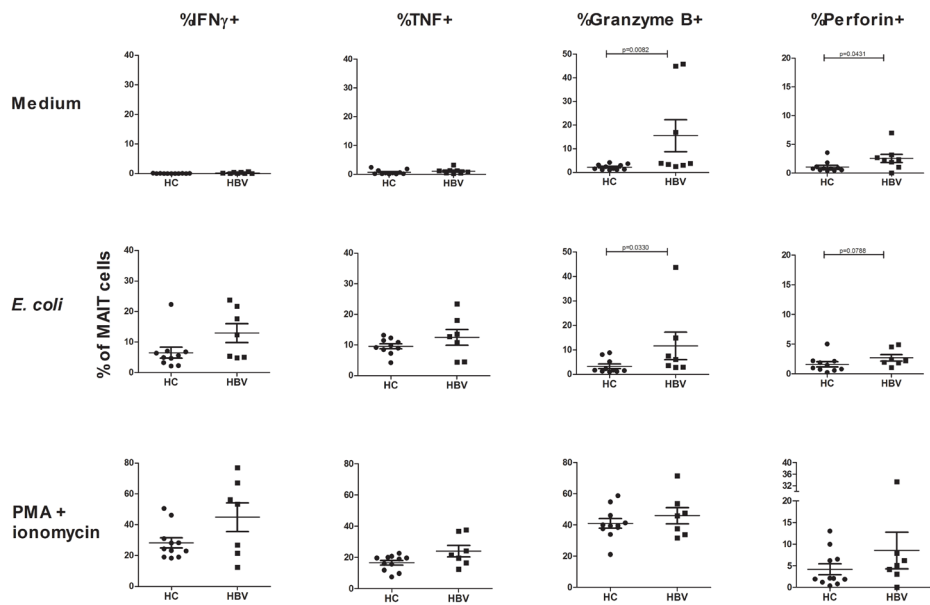 %IFNγ+ %TNF+ %Granzyme B+ %Perforin+
Medium
40 30 20 10 0 HC HBV
40 30 20 10 0 HC HBV
50 40 30 20 10 0 p=0.0082 HC HBV
20 15 10 5 0 p=0.0431 HC HBV
E. coli
% of MAIT cells
40 30 20 10 0 HC HBV
40 30 20 10 0 HC HBV
50 40 30 20 10 0 p=0.0330 HC HBV
20 15 10 5 0 p=0.0788 HC HBV
PMA +
ionomycin
80 60 40 20 0 HC HBV
80 60 40 20 0 HC HBV
80 60 40 20 0 HC HBV
40 36 32 28 20 15 10 5 0 HC HBV